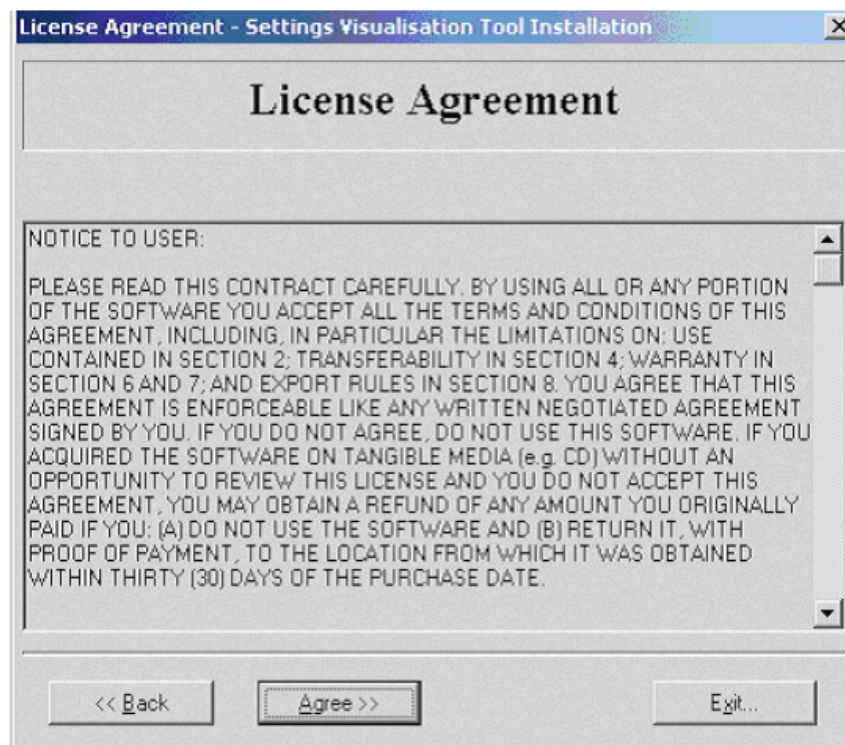 License Agreement - Settings Visualisation Tool Installation
License Agreement
NOTICE TO USER:
PLEASE READ THIS CONTRACT CAREFULLY. BY USING ALL OR ANY PORTION
OF THE SOFTWARE YOU ACCEPT ALL THE TERMS AND CONDITIONS OF THIS
AGREEMENT, INCLUDING, IN PARTICULAR THE LIMITATIONS ON: USE
CONTAINED IN SECTION 2; TRANSFERABILITY IN SECTION 4; WARRANTY IN
SECTION 6 AND 7; AND EXPORT RULES IN SECTION 8. YOU AGREE THAT THIS
AGREEMENT IS ENFORCEABLE LIKE ANY WRITTEN NEGOTIATED AGREEMENT
SIGNED BY YOU. IF YOU DO NOT AGREE, DO NOT USE THIS SOFTWARE. IF YOU
ACQUIRED THE SOFTWARE ON TANGIBLE MEDIA (e.g. CD) WITHOUT AN
OPPORTUNITY TO REVIEW THIS LICENSE AND YOU DO NOT ACCEPT THIS
AGREEMENT, YOU MAY OBTAIN A REFUND OF ANY AMOUNT YOU ORIGINALLY
PAID IF YOU: (A) DO NOT USE THE SOFTWARE AND (B) RETURN IT, WITH
PROOF OF PAYMENT, TO THE LOCATION FROM WHICH IT WAS OBTAINED
WITHIN THIRTY (30) DAYS OF THE PURCHASE DATE.
<< Back Agree >> Exit...